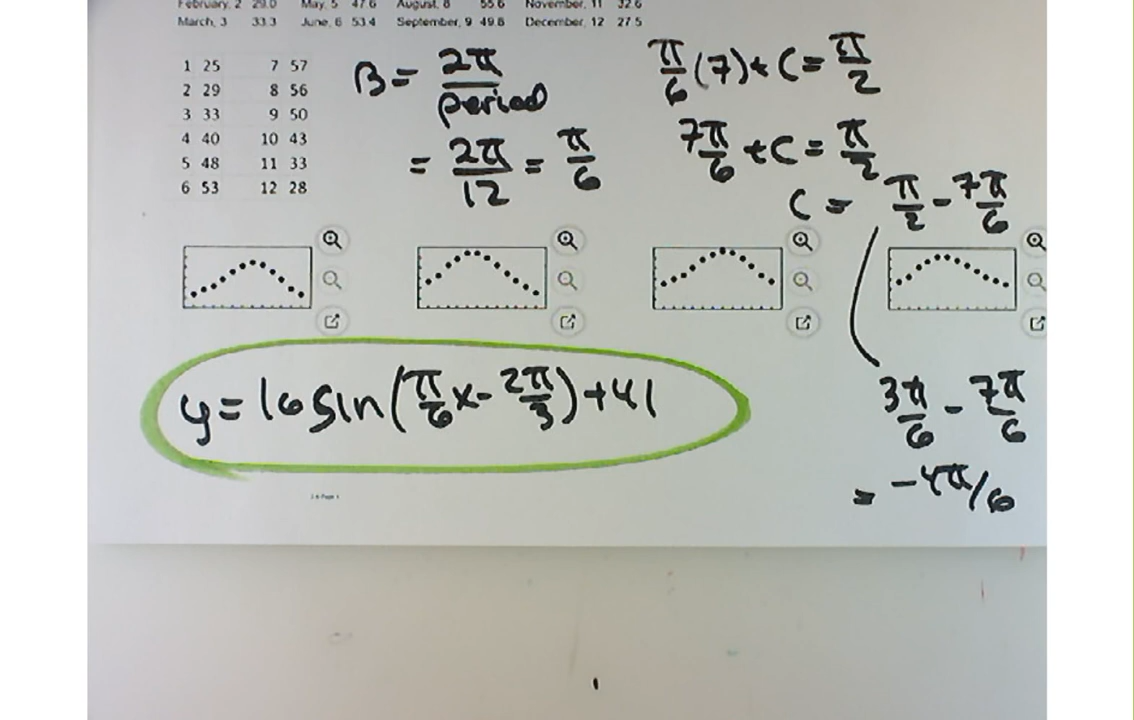 February, 2 29.0 May, 5 47.6 August, 8 55.6 November, 11 32.6
March, 3 33.3 June, 6 53.4 September, 9 49.8 December, 12 27.5
1 25 7 57
2 29 8 56
3 33 9 50
4 40 10 43
5 48 11 33
6 53 12 28
B = 2π/period
= 2π/12 = π/6
π/6 (7) + C = π/2
7π/6 + C = π/2
C = π/2 - 7π/6
3π/6 - 7π/6
= -4π/6
y = 16 sin(π/6 x - 2π/3) + 41
2.6 Page 1